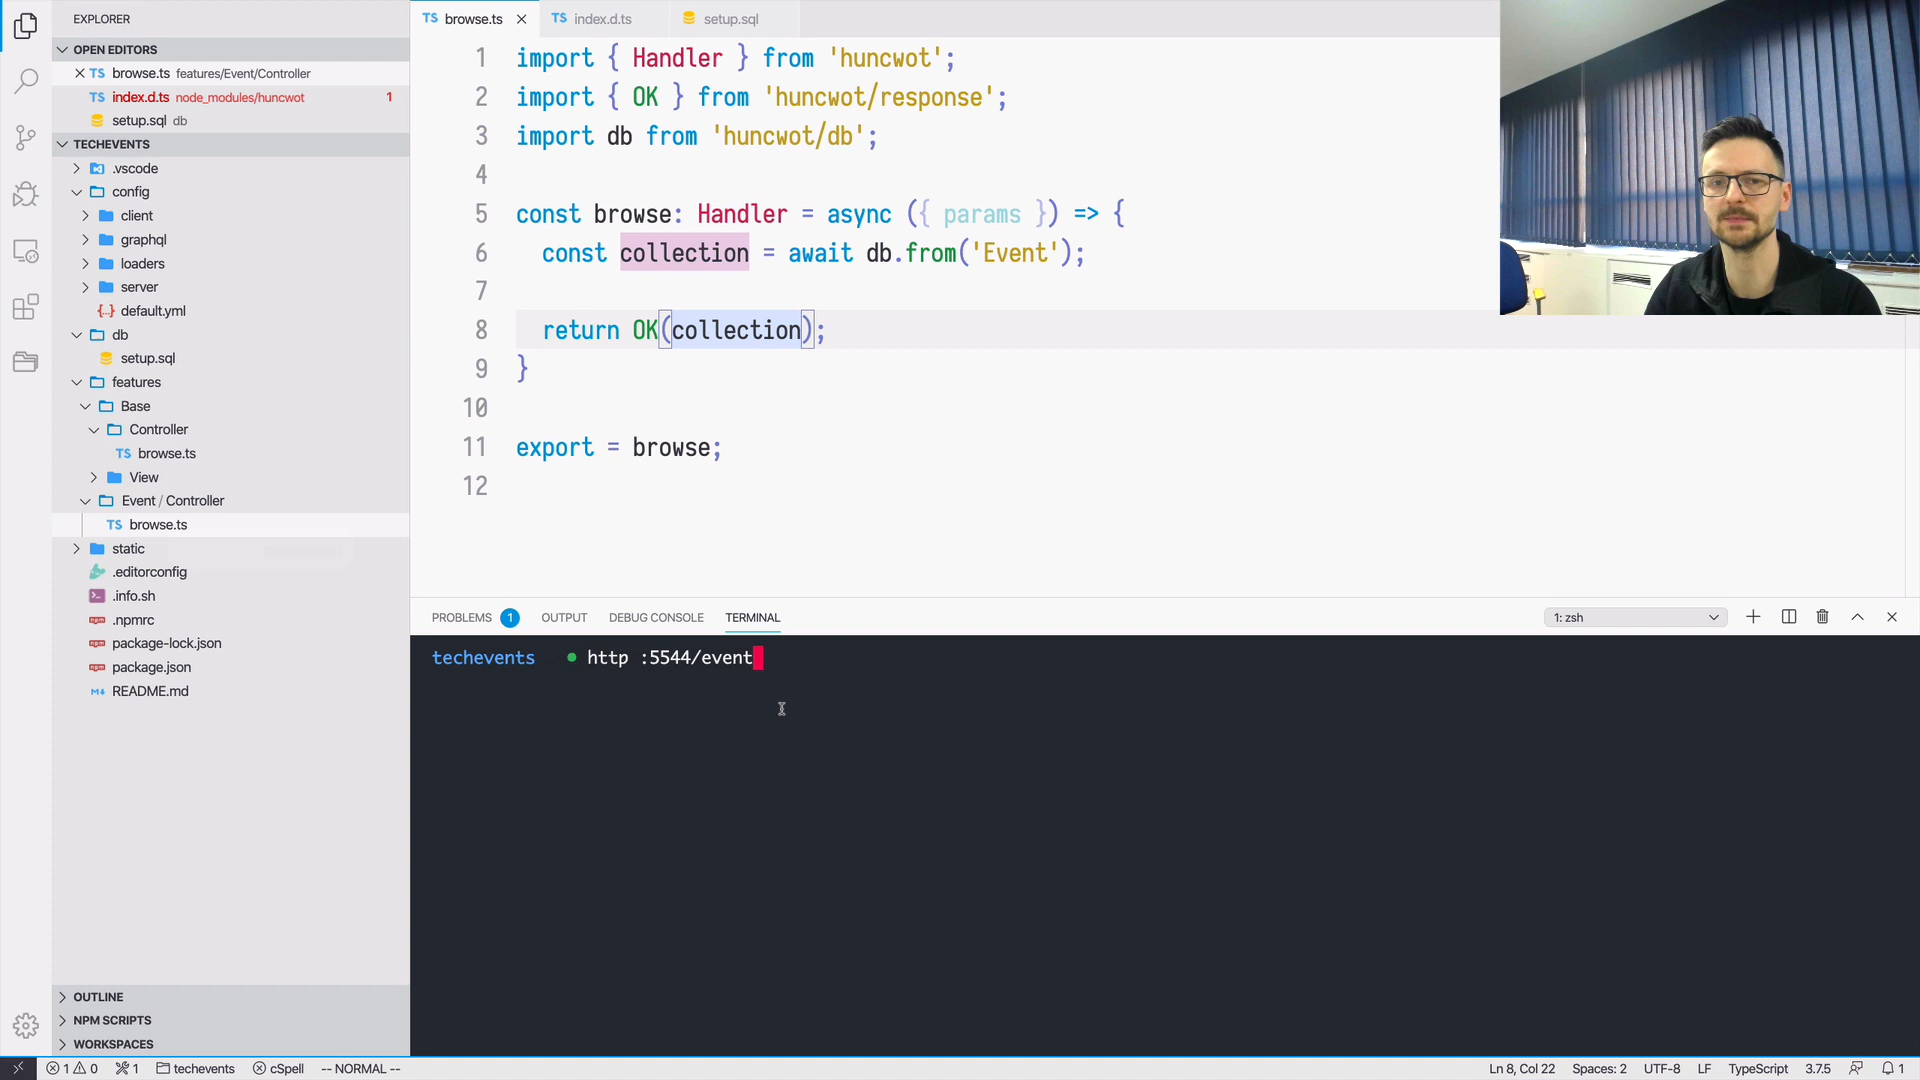 EXPLORER
OPEN EDITORS
TS browse.ts features/Event/Controller
TS index.d.ts node_modules/huncwot 1
setup.sql db
TECHEVENTS
.vscode
config
client
graphql
loaders
server
{..} default.yml
db
setup.sql
features
Base
Controller
TS browse.ts
View
Event / Controller
TS browse.ts
static
.editorconfig
.info.sh
.npmrc
package-lock.json
package.json
README.md
OUTLINE
NPM SCRIPTS
WORKSPACES
TS browse.ts
TS index.d.ts
setup.sql
1 import { Handler } from 'huncwot';
2 import { OK } from 'huncwot/response';
3 import db from 'huncwot/db';
4
5 const browse: Handler = async ({ params }) => {
6 const collection = await db.from('Event');
7
8 return OK(collection);
9 }
10
11 export = browse;
12
PROBLEMS 1 OUTPUT DEBUG CONSOLE TERMINAL 1: zsh
techevents http :5544/event
1 0 1 techevents cSpell -- NORMAL -- Ln 8, Col 22 Spaces: 2 UTF-8 LF TypeScript 3.7.5 1